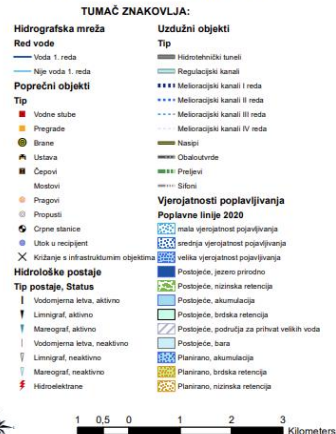 TUMAČ ZNAKOVLJA:
Hidrografska mreža
Red vode
Voda 1. reda
Nije voda 1. reda
Poprečni objekti
Tip
Vodne stube
Pregrade
Brane
Ustava
Čepovi
Mostovi
Pragovi
Propusti
Crpne stanice
Utok u recipijent
Križanje s infrastruklumim objektima
Hidrološke postaje
Tip postaje, Status
Vodomjerna letva, aktivno
Limnigraf, aktivno
Mareograf, aktivno
Vodomjerna letva, neaktivno
Limnigraf, neaktivno
Mareograf, neaktivno
Hidroelektrane
Uzdužni objekti
Tip
Hidrotehnički tuneli
Regulacijski kanali
Melioracijski kanali I reda
Melioracijski kanali II reda
Melioracijski kanali III reda
Melioracijski kanali IV reda
Nasipi
Obaloutvrde
Preljevi
Sifoni
Vjerojatnosti poplavljivanja
Poplavne linije 2020
mala vjerojatnost pojavljivanja
srednja vjerojatnost pojavljivanja
velika vjerojatnost pojavljivanja
Postojeće, jezero prirodno
Postojeće, nizinska retencija
Postojeće, akumulacija
Postojeće, brdska retencija
Postojeće, područja za prihvat velikih voda
Postojeće, bara
Planirano, akumulacija
Planirano, brdska retencija
Planirano, nizinska retencija
1 0,5 0 1 2 3
Kilometers